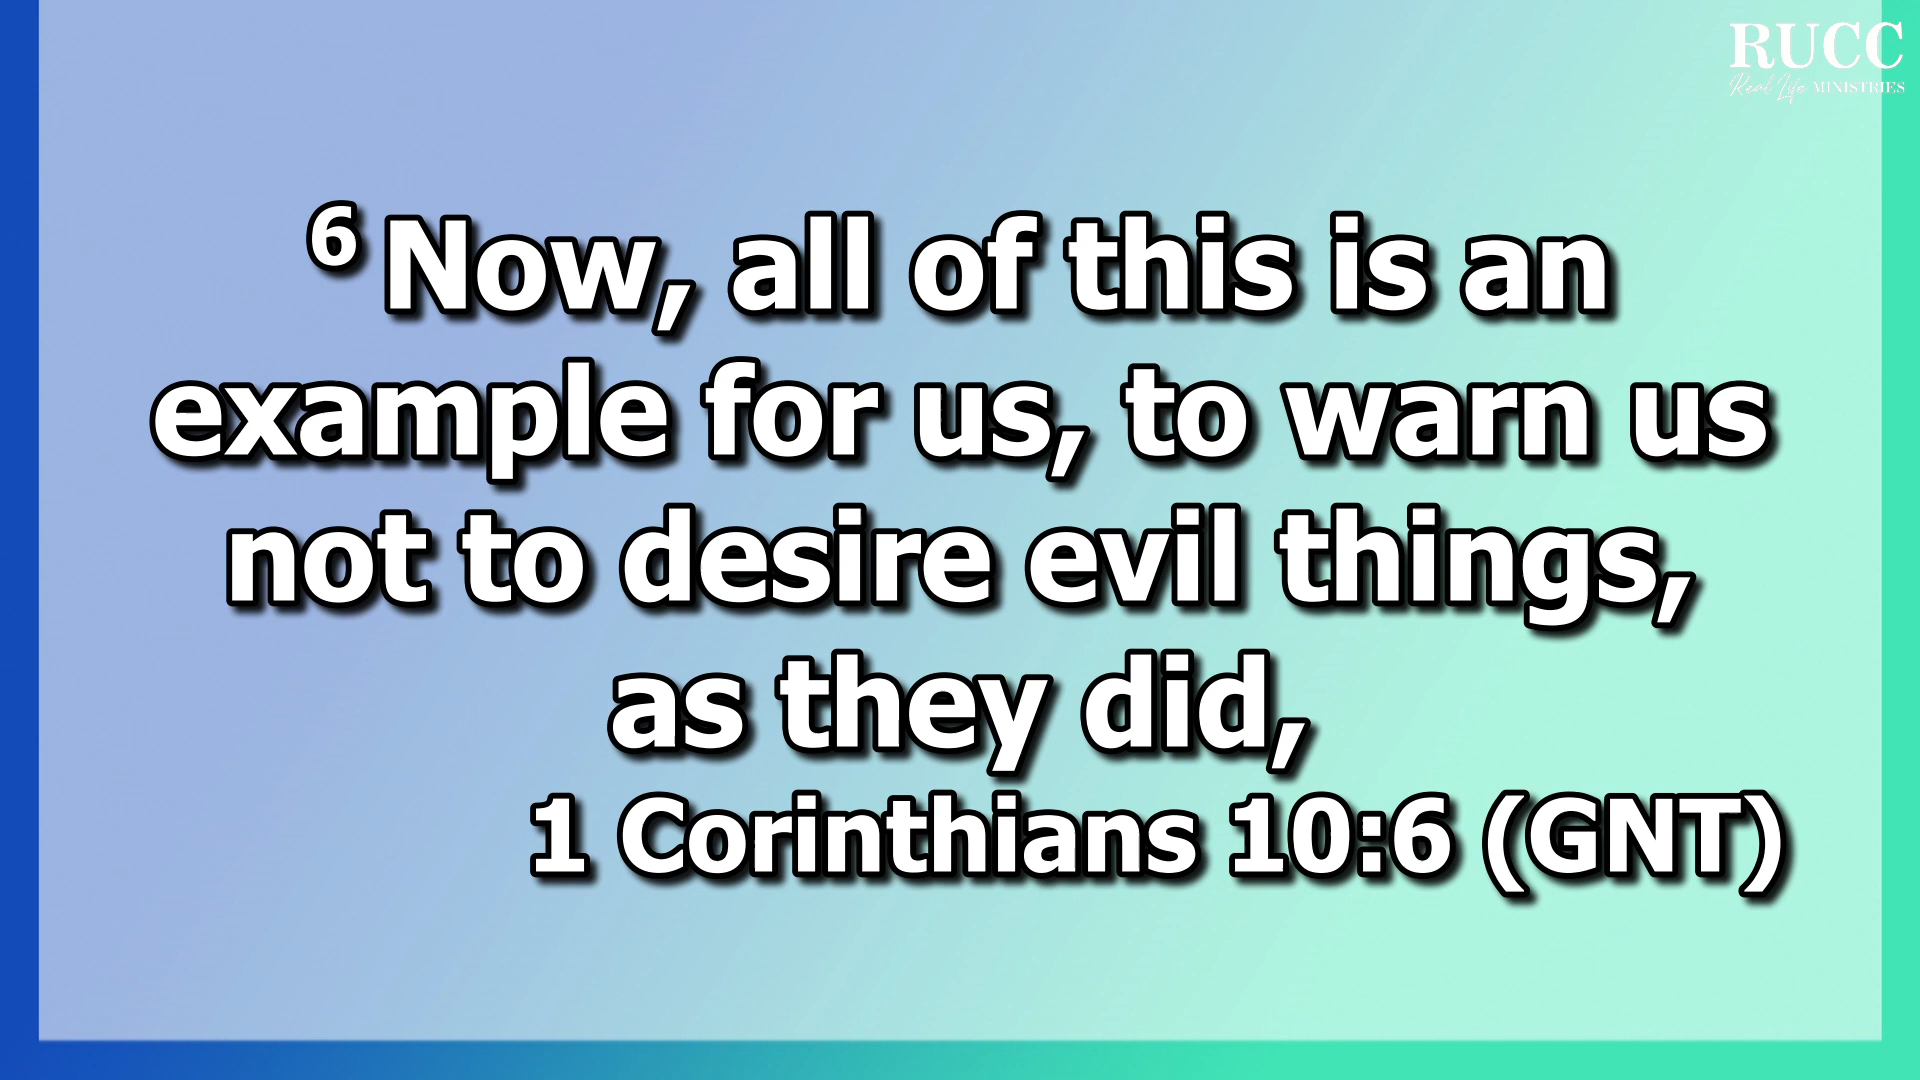 RUCC
Real Life MINISTRIES
6 Now, all of this is an
example for us, to warn us
not to desire evil things,
as they did,
1 Corinthians 10:6 (GNT)